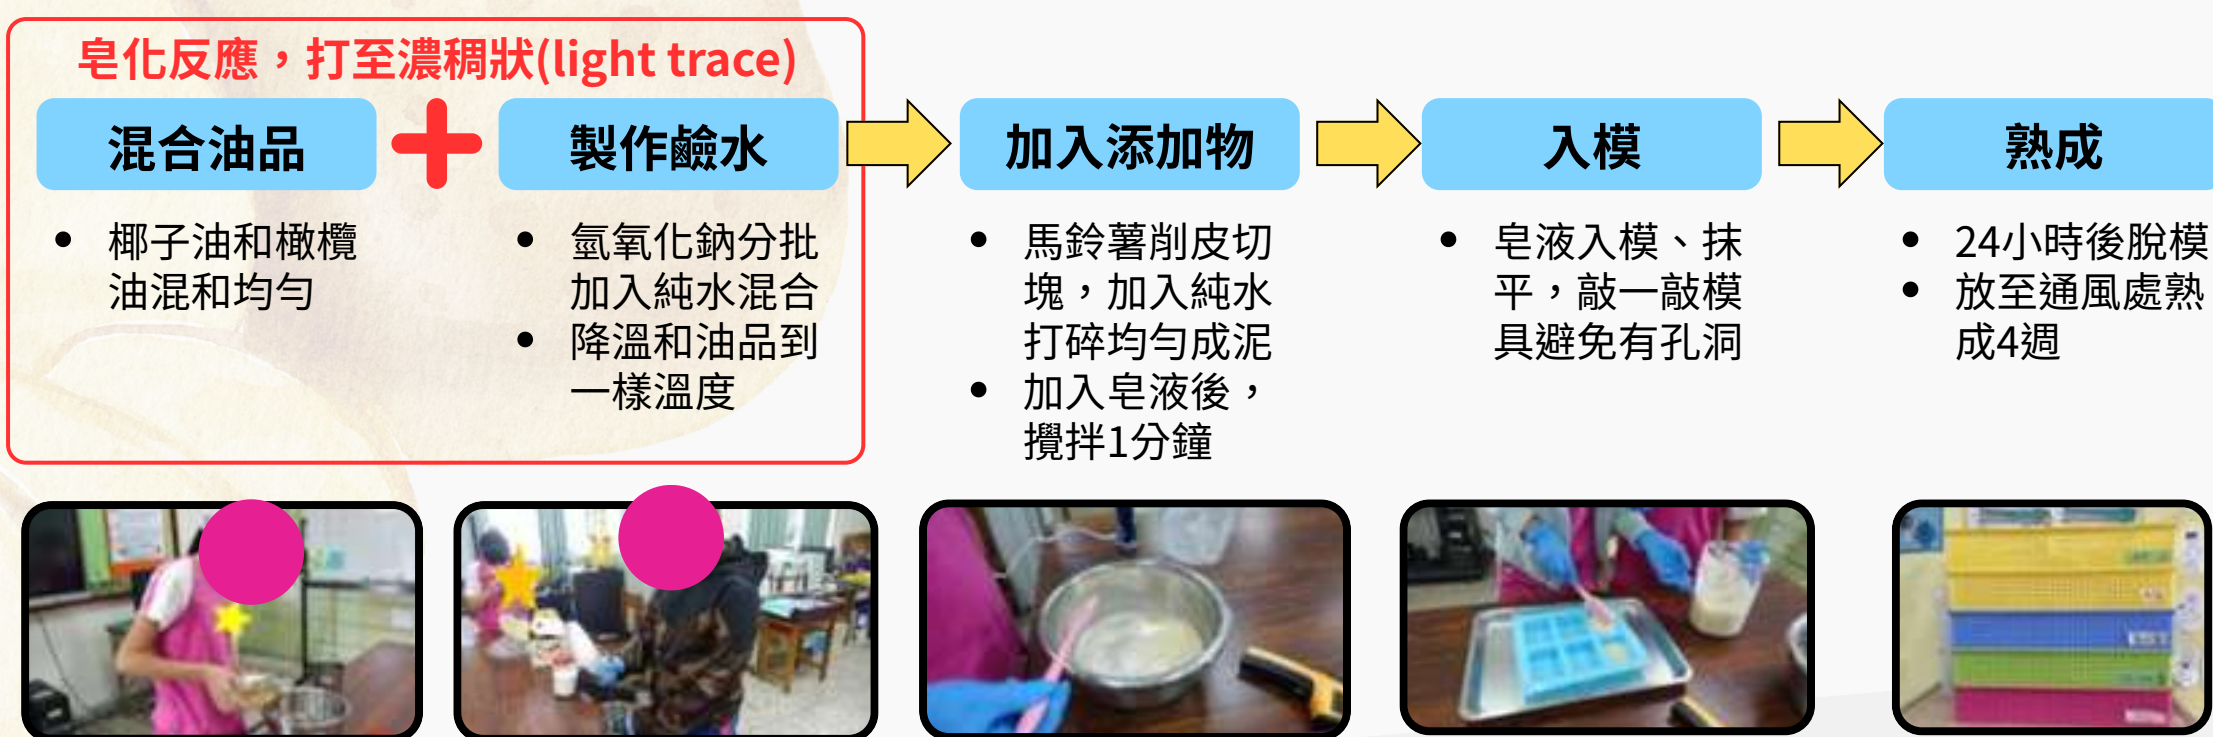 皂化反應，打至濃稠狀(light trace)
混合油品
製作鹼水
加入添加物
入模
熟成
• 椰子油和橄欖
油混和均勻
• 氫氧化鈉分批
加入純水混合
• 降溫和油品到
一樣溫度
• 馬鈴薯削皮切
塊，加入純水
打碎均勻成泥
• 加入皂液後，
攪拌1分鐘
• 皂液入模、抹
平，敲一敲模
具避免有孔洞
• 24小時後脫模
• 放至通風處熟
成4週